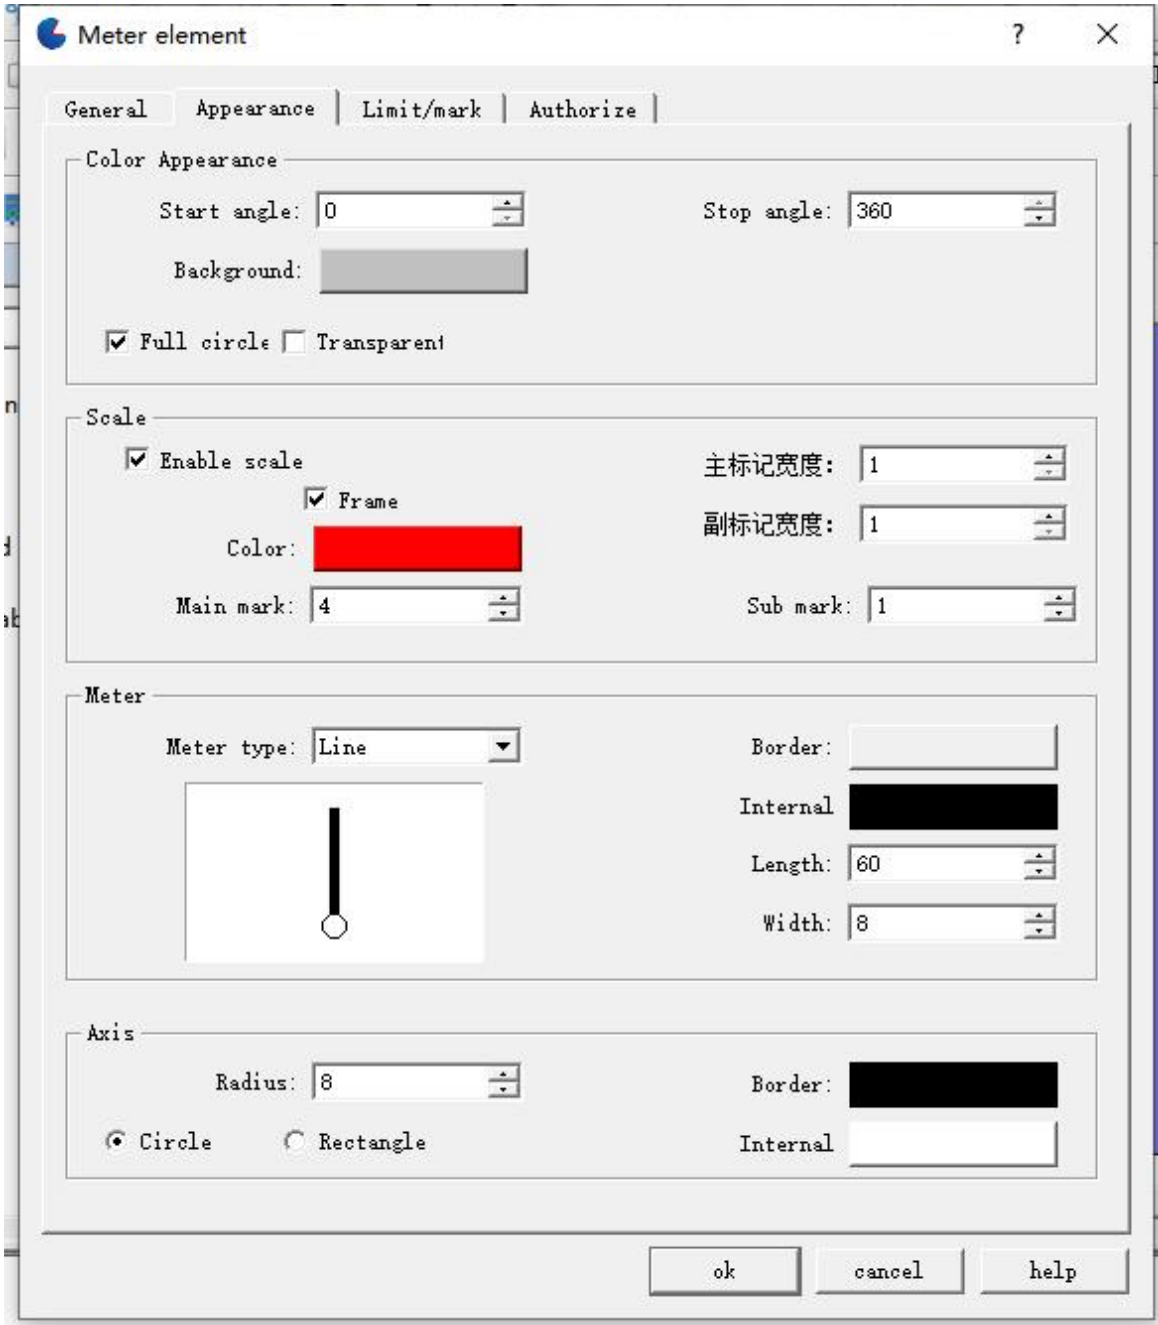 Meter element
General Appearance Limit/mark Authorize
Color Appearance
Start angle: 0 Stop angle: 360
Background:
Full circle Transparent
Scale
Enable scale 主标记宽度: 1
Frame
副标记宽度: 1
Color:
Main mark: 4 Sub mark: 1
Meter
Meter type: Line Border:
Internal
Length: 60
Width: 8
Axis
Radius: 8 Border:
Circle Rectangle Internal
ok cancel help